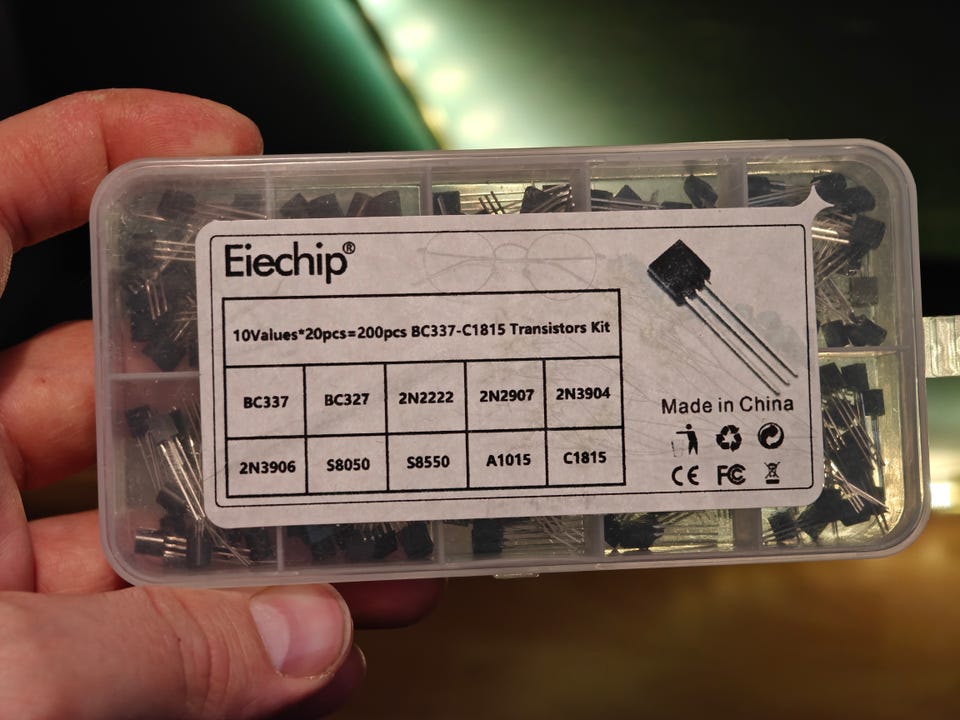 Eiechip®
10Values*20pcs=200pcs BC337-C1815 Transistors Kit
BC337 BC327 2N2222 2N2907 2N3904
2N3906 S8050 S8550 A1015 C1815
Made in China
CE FC